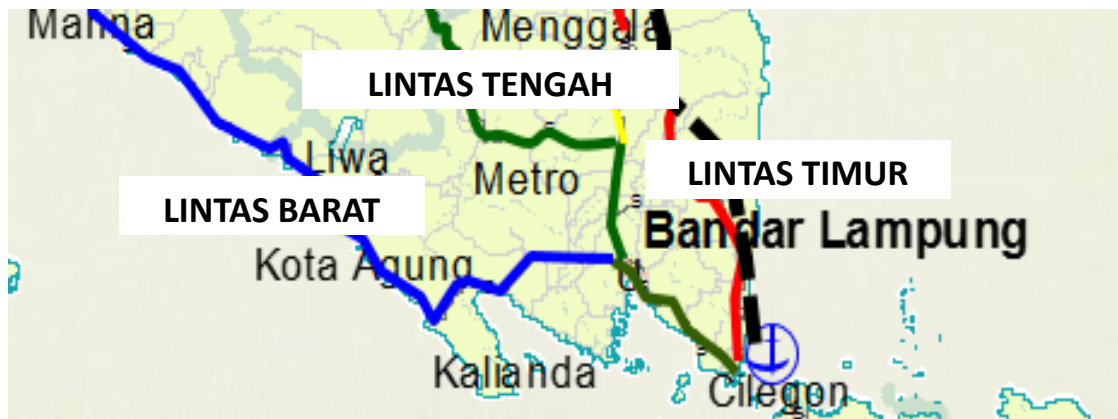 Manna
Menggala
LINTAS TENGAH
Liwa
Metro
LINTAS TIMUR
LINTAS BARAT
Bandar Lampung
Kota Agung
Kalianda
Cilegon